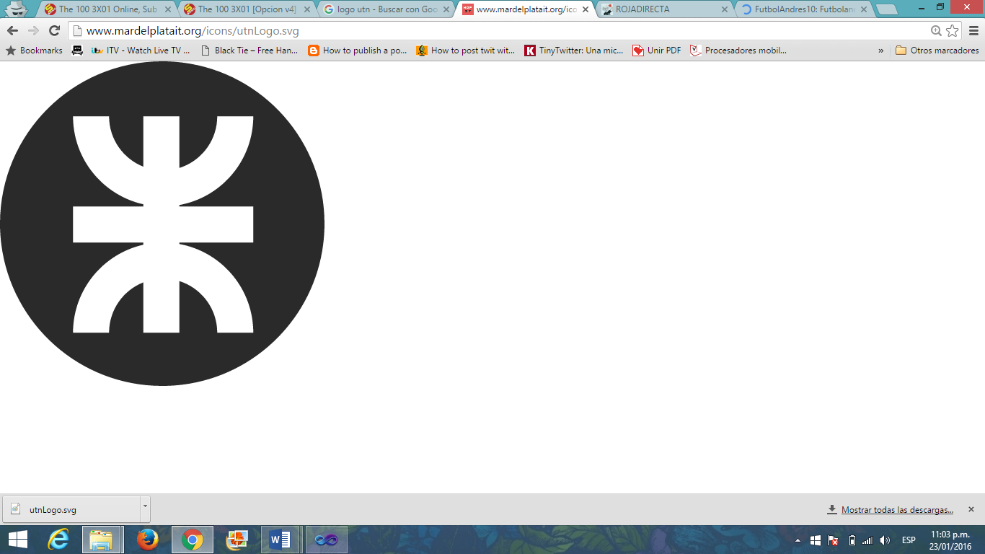 The 100 3X01 Online, Sub
The 100 3X01 [Opcion v4]
logo utn - Buscar con Goo
www.mardelplatait.org/ico
ROJADIRECTA
FutbolAndres10: Futbolan
www.mardelplatait.org/icons/utnLogo.svg
Bookmarks
ITV - Watch Live TV ...
Black Tie – Free Han...
How to publish a po...
How to post twit wit...
TinyTwitter: Una mic...
Unir PDF
Procesadores mobil...
»
Otros marcadores
utnLogo.svg
Mostrar todas las descargas...
ESP
11:03 p.m.
23/01/2016